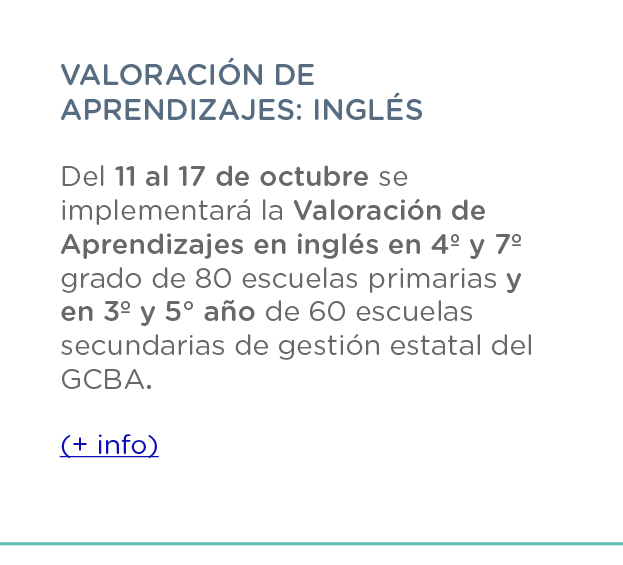 VALORACIÓN DE
APRENDIZAJES: INGLÉS
Del 11 al 17 de octubre se
implementará la Valoración de
Aprendizajes en inglés en 4º y 7º
grado de 80 escuelas primarias y
en 3º y 5° año de 60 escuelas
secundarias de gestión estatal del
GCBA.
(+ info)